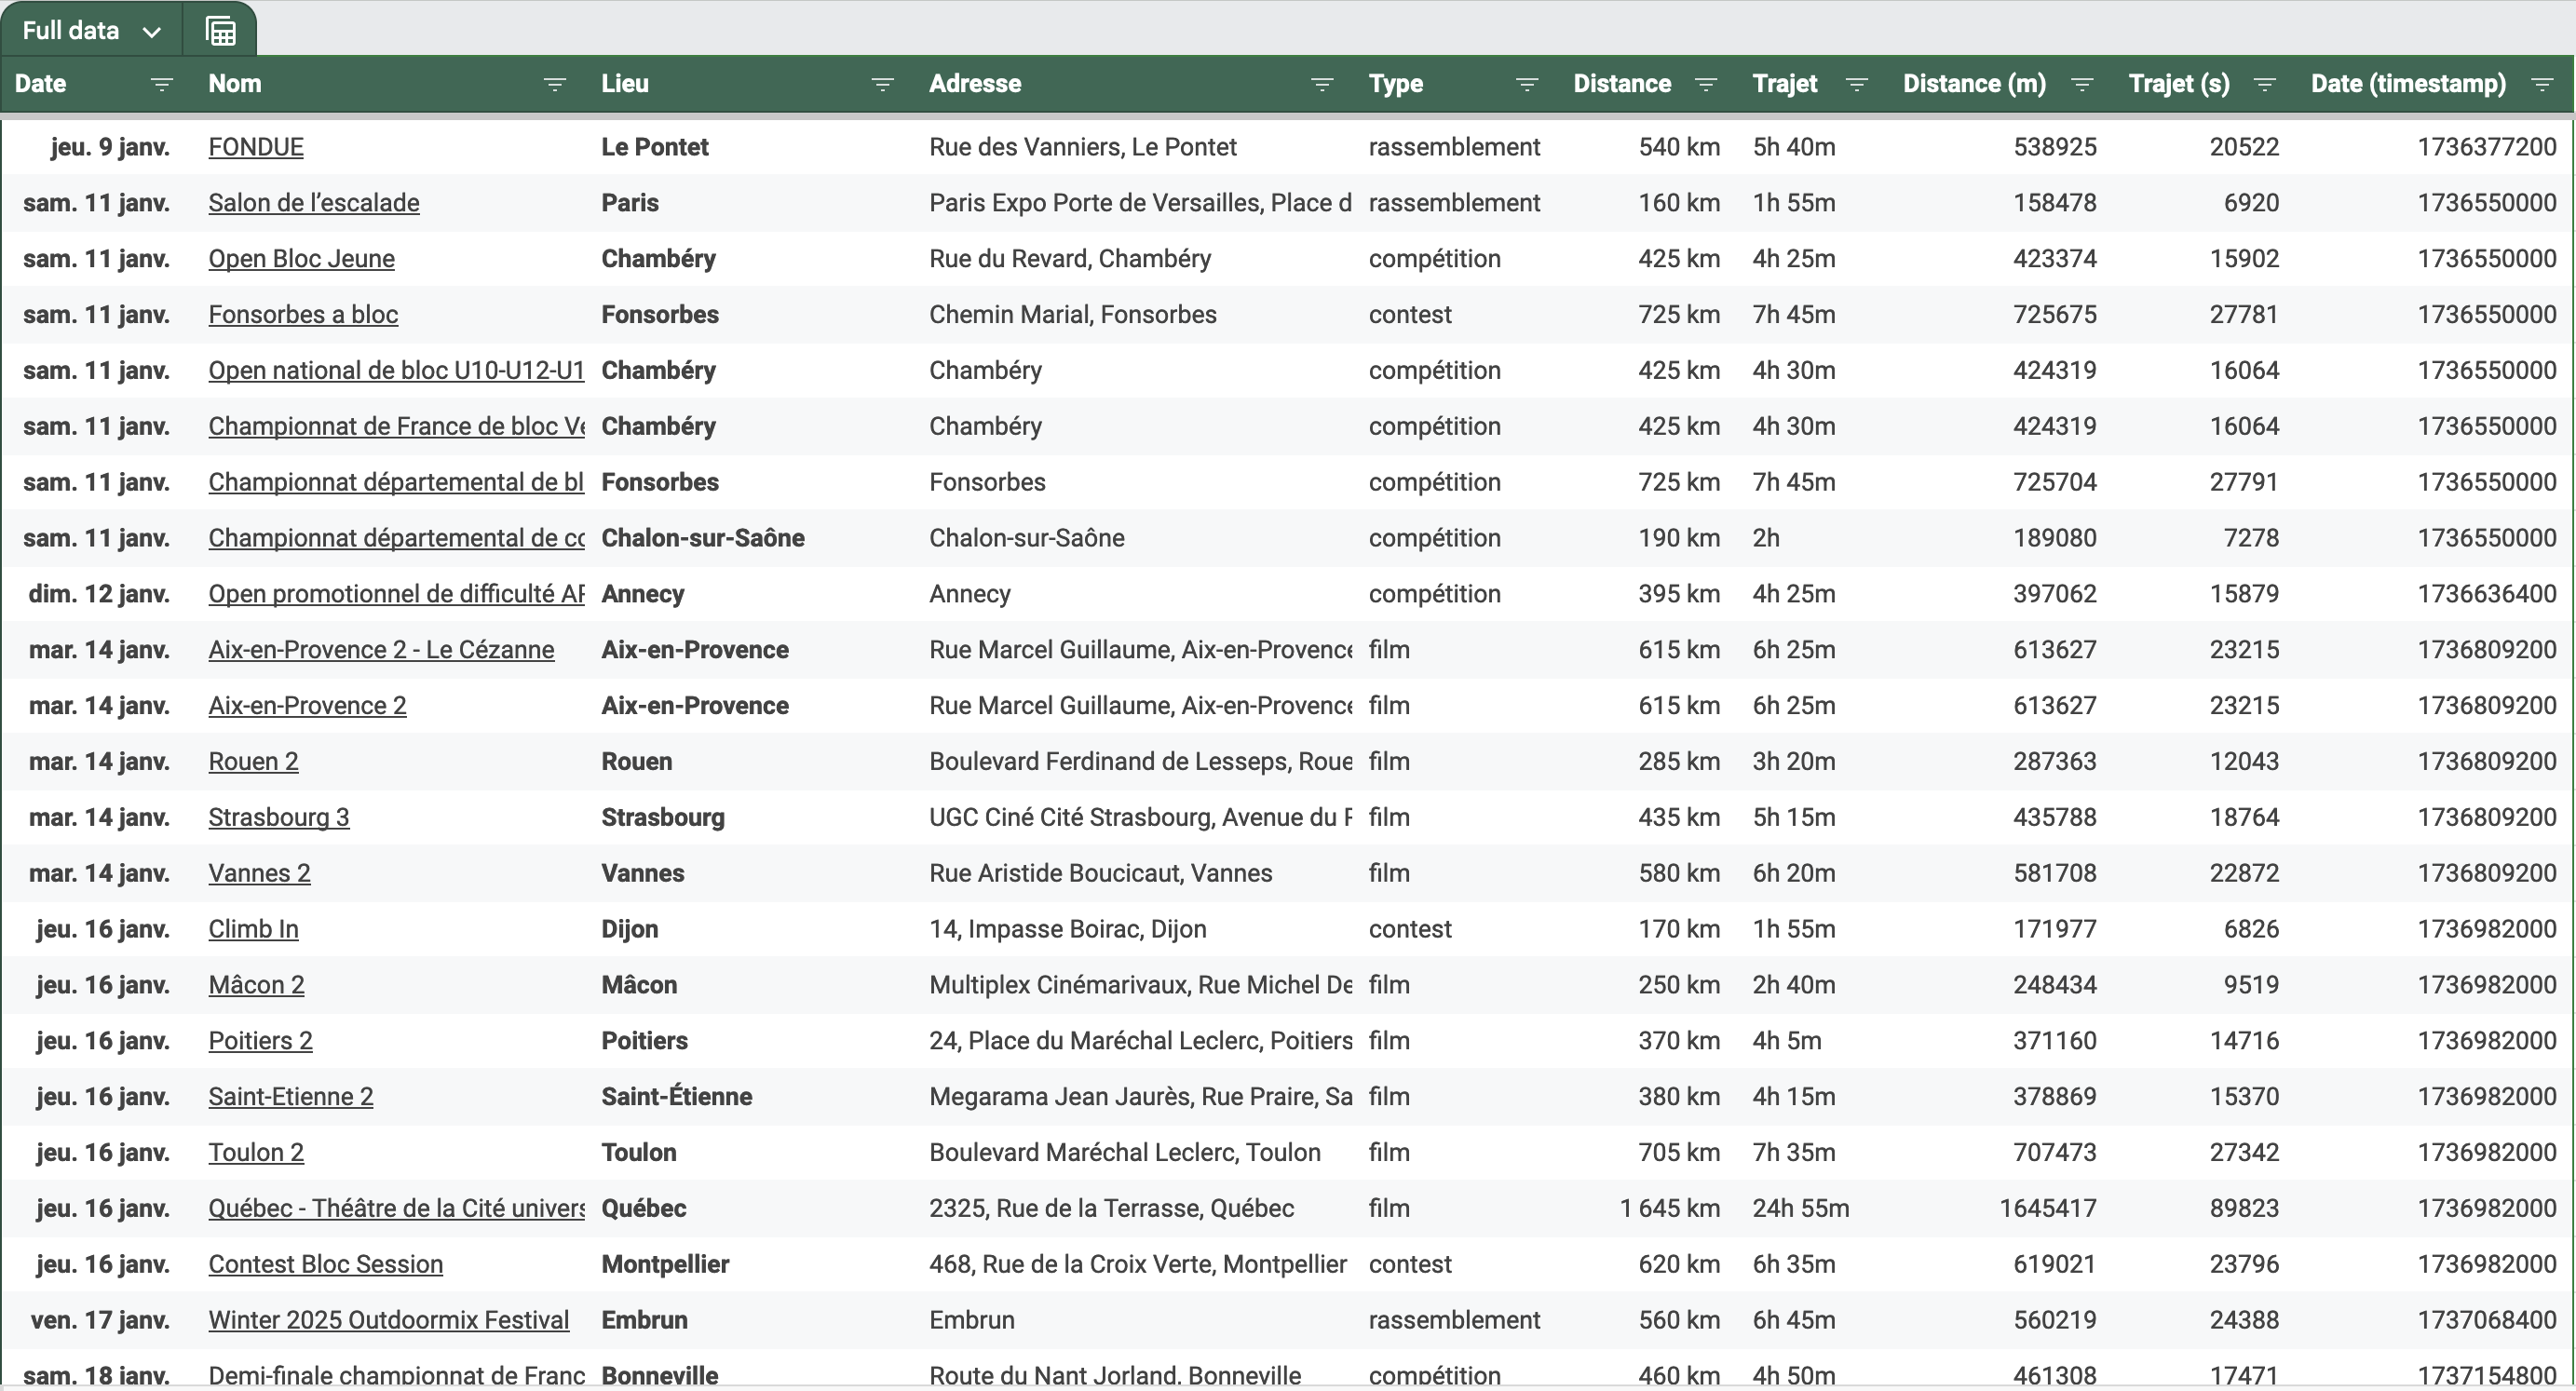 Full data
Date Nom Lieu Adresse Type Distance Trajet Distance (m) Trajet (s) Date (timestamp)
jeu. 9 janv. FONDUE Le Pontet Rue des Vanniers, Le Pontet rassemblement 540 km 5h 40m 538925 20522 1736377200
sam. 11 janv. Salon de l’escalade Paris Paris Expo Porte de Versailles, Place d rassemblement 160 km 1h 55m 158478 6920 1736550000
sam. 11 janv. Open Bloc Jeune Chambéry Rue du Revard, Chambéry compétition 425 km 4h 25m 423374 15902 1736550000
sam. 11 janv. Fonsorbes a bloc Fonsorbes Chemin Marial, Fonsorbes contest 725 km 7h 45m 725675 27781 1736550000
sam. 11 janv. Open national de bloc U10-U12-U1 Chambéry Chambéry compétition 425 km 4h 30m 424319 16064 1736550000
sam. 11 janv. Championnat de France de bloc Ve Chambéry Chambéry compétition 425 km 4h 30m 424319 16064 1736550000
sam. 11 janv. Championnat départemental de bl Fonsorbes Fonsorbes compétition 725 km 7h 45m 725704 27791 1736550000
sam. 11 janv. Championnat départemental de co Chalon-sur-Saône Chalon-sur-Saône compétition 190 km 2h 189080 7278 1736550000
dim. 12 janv. Open promotionnel de difficulté Annecy Annecy compétition 395 km 4h 25m 397062 15879 1736636400
mar. 14 janv. Aix-en-Provence 2 - Le Cézanne Aix-en-Provence Rue Marcel Guillaume, Aix-en-Provence film 615 km 6h 25m 613627 23215 1736809200
mar. 14 janv. Aix-en-Provence 2 Aix-en-Provence Rue Marcel Guillaume, Aix-en-Provence film 615 km 6h 25m 613627 23215 1736809200
mar. 14 janv. Rouen 2 Rouen Boulevard Ferdinand de Lesseps, Roue film 285 km 3h 20m 287363 12043 1736809200
mar. 14 janv. Strasbourg 3 Strasbourg UGC Ciné Cité Strasbourg, Avenue du film 435 km 5h 15m 435788 18764 1736809200
mar. 14 janv. Vannes 2 Vannes Rue Aristide Boucicaut, Vannes film 580 km 6h 20m 581708 22872 1736809200
jeu. 16 janv. Climb In Dijon 14, Impasse Boirac, Dijon contest 170 km 1h 55m 171977 6826 1736982000
jeu. 16 janv. Mâcon 2 Mâcon Multiplex Cinémarivaux, Rue Michel De film 250 km 2h 40m 248434 9519 1736982000
jeu. 16 janv. Poitiers 2 Poitiers 24, Place du Maréchal Leclerc, Poitiers film 370 km 4h 5m 371160 14716 1736982000
jeu. 16 janv. Saint-Etienne 2 Saint-Étienne Megarama Jean Jaurès, Rue Praire, Sa film 380 km 4h 15m 378869 15370 1736982000
jeu. 16 janv. Toulon 2 Toulon Boulevard Maréchal Leclerc, Toulon film 705 km 7h 35m 707473 27342 1736982000
jeu. 16 janv. Québec - Théâtre de la Cité univers Québec 2325, Rue de la Terrasse, Québec film 1 645 km 24h 55m 1645417 89823 1736982000
jeu. 16 janv. Contest Bloc Session Montpellier 468, Rue de la Croix Verte, Montpellier contest 620 km 6h 35m 619021 23796 1736982000
ven. 17 janv. Winter 2025 Outdoormix Festival Embrun Embrun rassemblement 560 km 6h 45m 560219 24388 1737068400
sam. 18 janv. Demi-finale championnat de Franc Bonneville Route du Nant Jorland, Bonneville compétition 460 km 4h 50m 461308 17471 1737154800